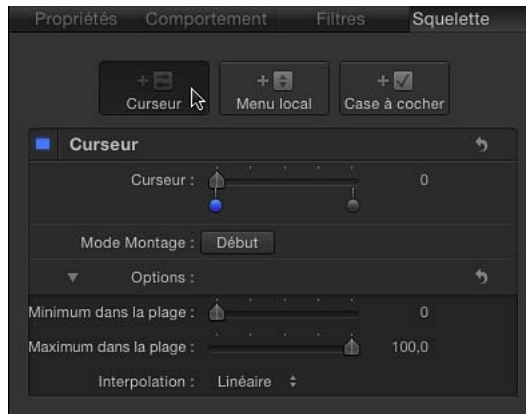 Propriétés Comportement Filtres Squelette
Curseur Menu local Case à cocher
Curseur
Curseur : 0
Mode Montage : Début
Options :
Minimum dans la plage : 0
Maximum dans la plage : 100,0
Interpolation : Linéaire